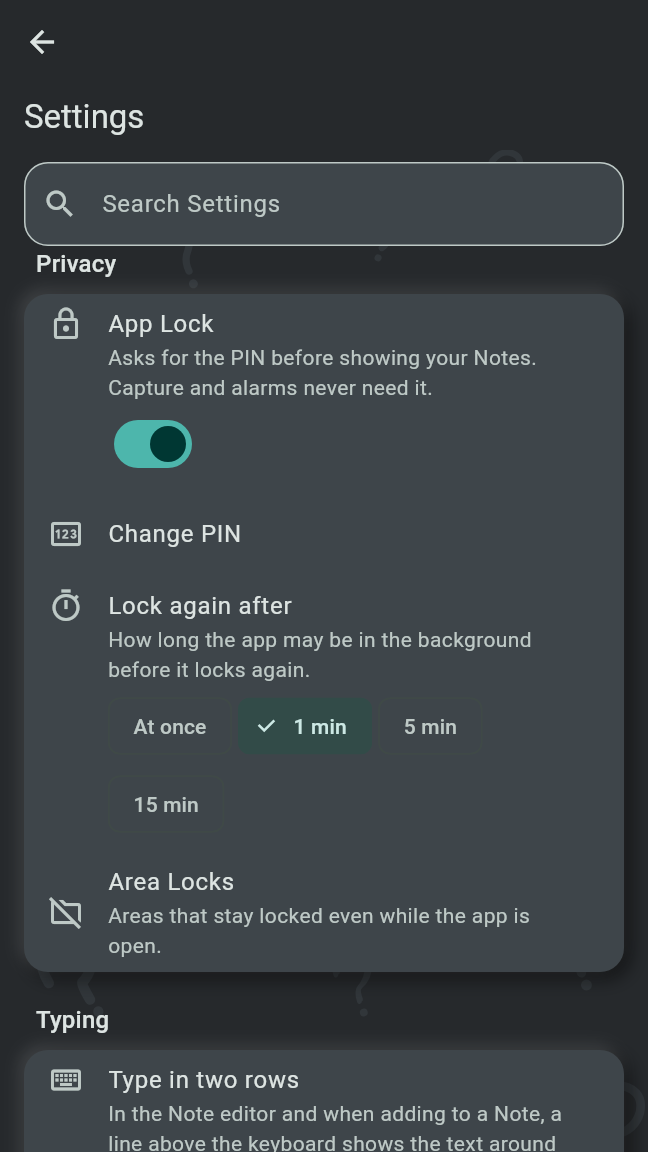 Settings
Search Settings
Privacy
App Lock
Asks for the PIN before showing your Notes.
Capture and alarms never need it.
123
Change PIN
Lock again after
How long the app may be in the background
before it locks again.
At once
1 min
5 min
15 min
Area Locks
Areas that stay locked even while the app is
open.
Typing
Type in two rows
In the Note editor and when adding to a Note, a
line above the keyboard shows the text around